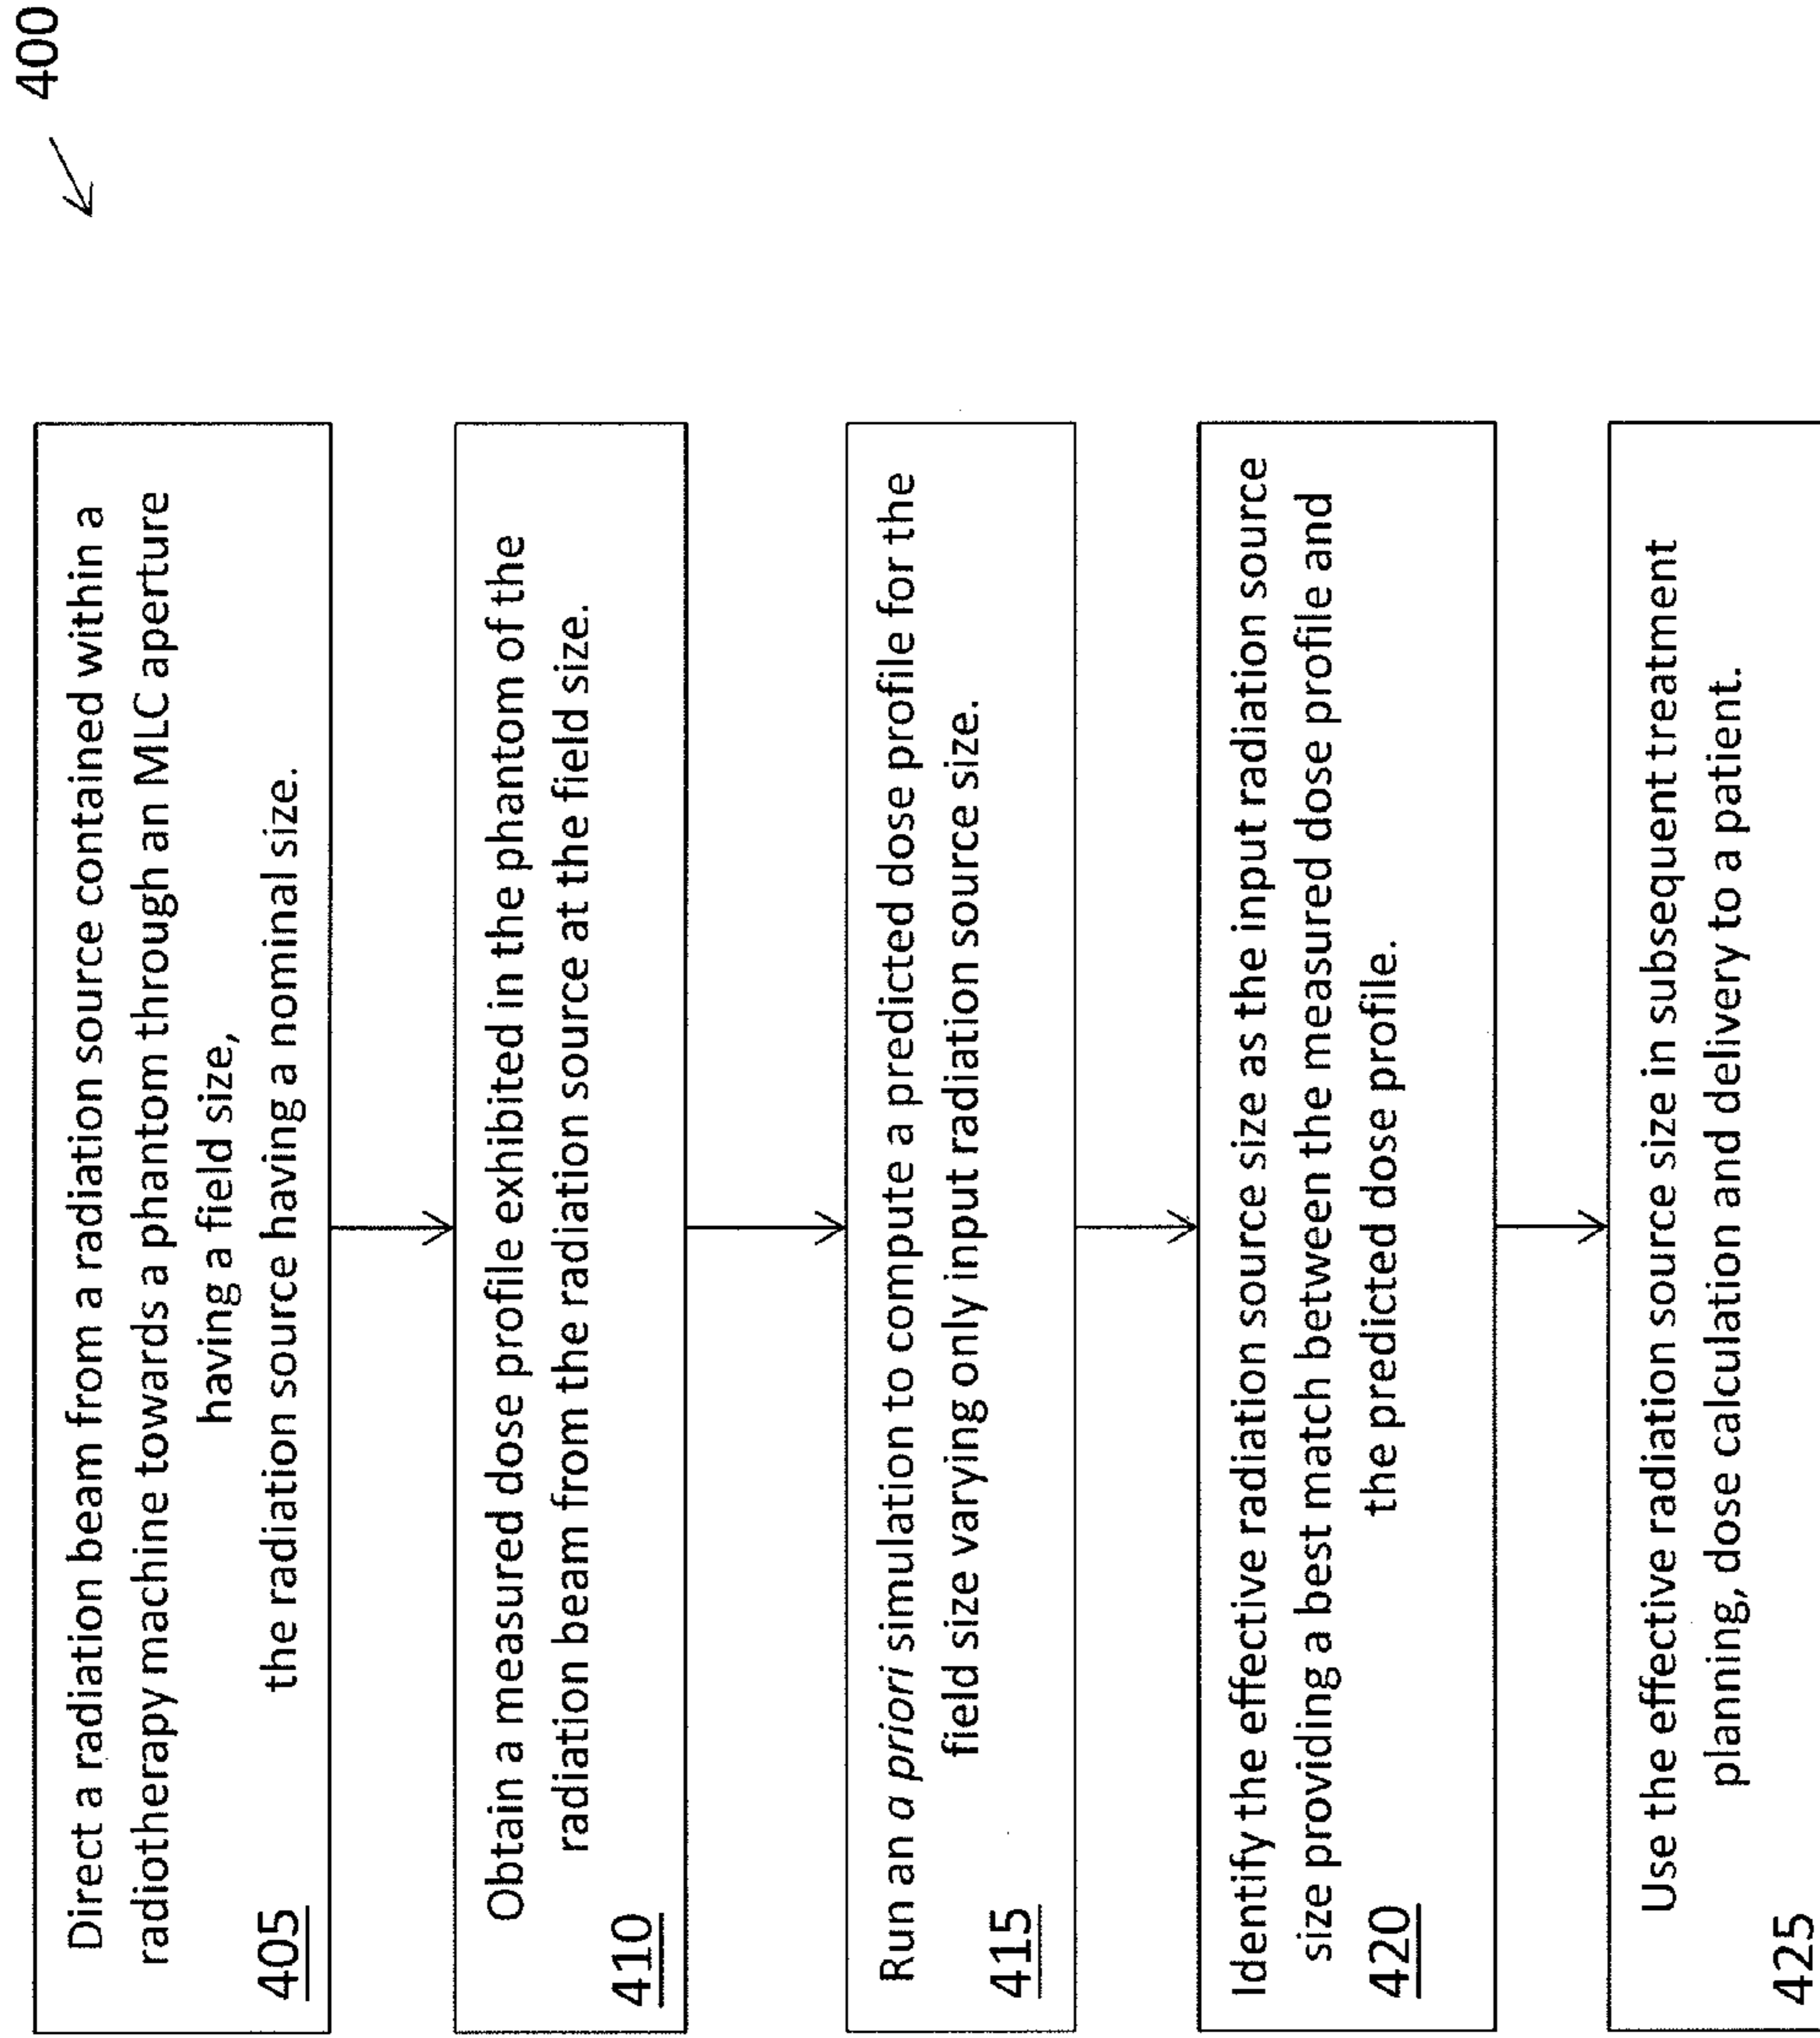 400
Direct a radiation beam from a radiation source contained within a
radiotherapy machine towards a phantom through an MLC aperture
having a field size,
the radiation source having a nominal size.
405
Obtain a measured dose profile exhibited in the phantom of the
radiation beam from the radiation source at the field size.
410
Run an a priori simulation to compute a predicted dose profile for the
field size varying only input radiation source size.
415
Identify the effective radiation source size as the input radiation source
size providing a best match between the measured dose profile and
the predicted dose profile.
420
Use the effective radiation source size in subsequent treatment
planning, dose calculation and delivery to a patient.
425